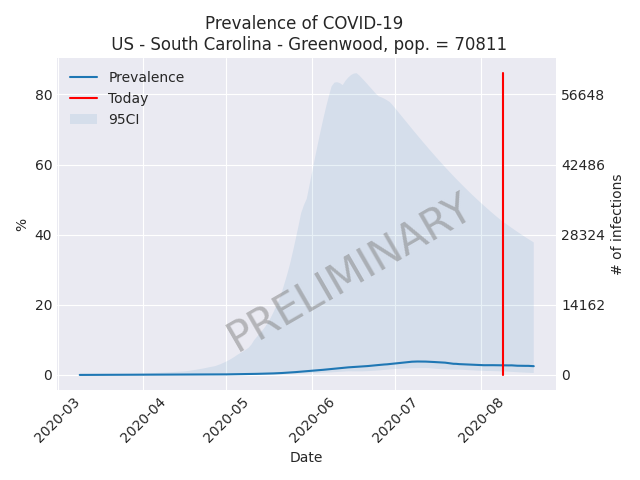 Prevalence of COVID-19
US - South Carolina - Greenwood, pop. = 70811
Prevalence
Today
95CI
80
60
40
20
0
%
56648
42486
28324
14162
0
# of infections
PRELIMINARY
2020-03
2020-04
2020-05
2020-06
2020-07
2020-08
Date